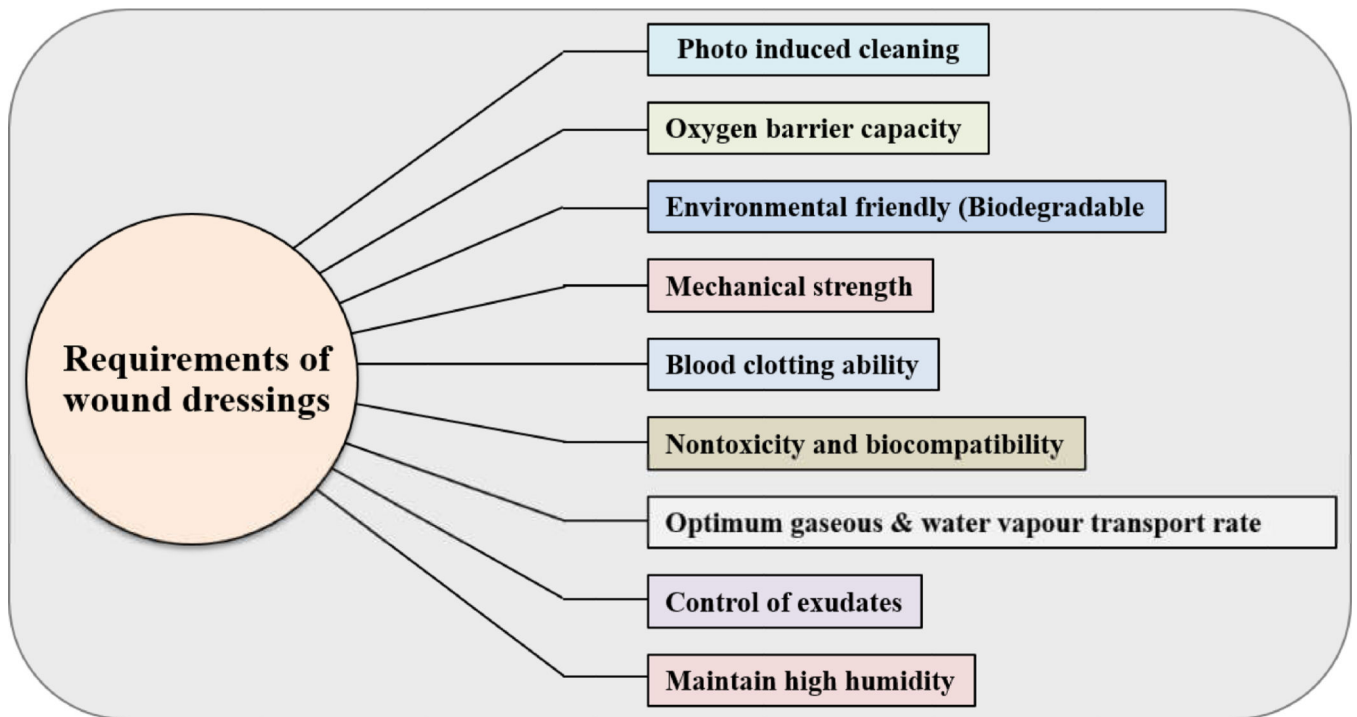 Photo induced cleaning
Oxygen barrier capacity
Environmental friendly (Biodegradable
Mechanical strength
Requirements of
wound dressings
Blood clotting ability
Nontoxicity and biocompatibility
Optimum gaseous & water vapour transport rate
Control of exudates
Maintain high humidity